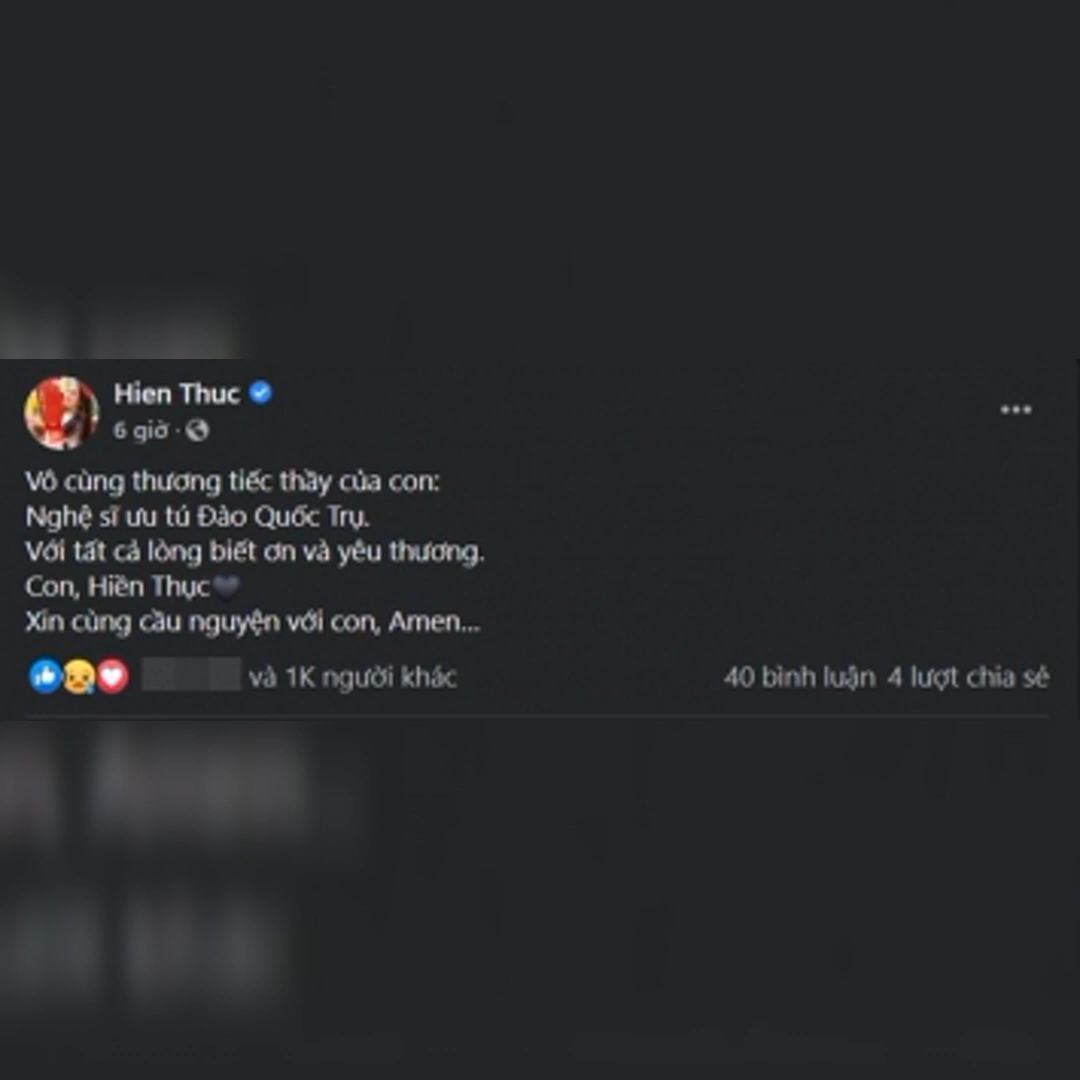 Hien Thuc
6 giờ ·
Vô cùng thương tiếc thầy của con:
Nghệ sĩ ưu tú Đào Quốc Trụ.
Với tất cả lòng biết ơn và yêu thương.
Con, Hiền Thục🖤
Xin cùng cầu nguyện với con, Amen...
và 1K người khác
40 bình luận 4 lượt chia sẻ